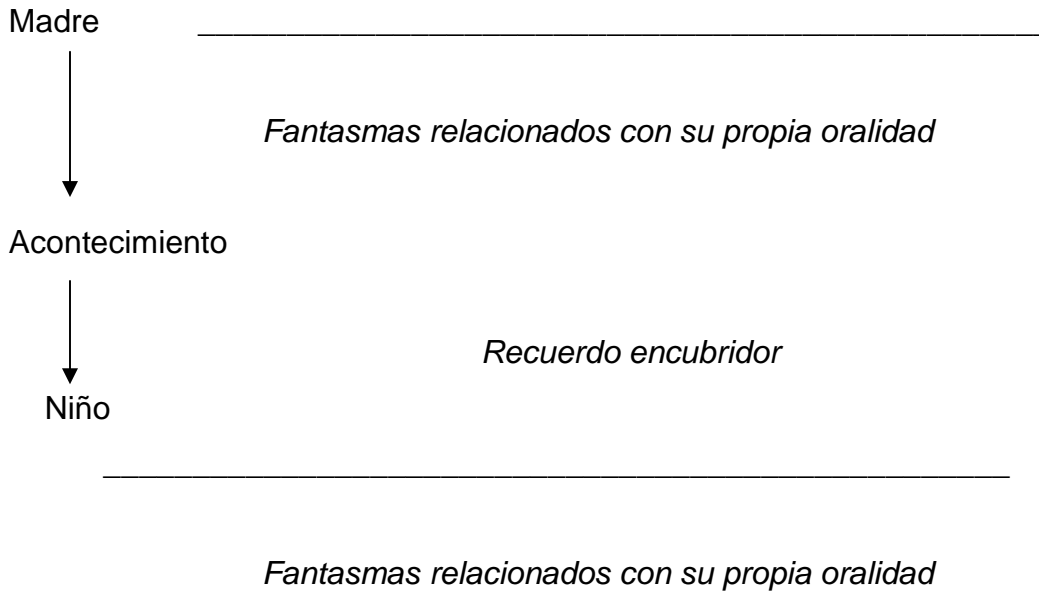 Madre
Fantasmas relacionados con su propia oralidad
Acontecimiento
Recuerdo encubridor
Niño
Fantasmas relacionados con su propia oralidad